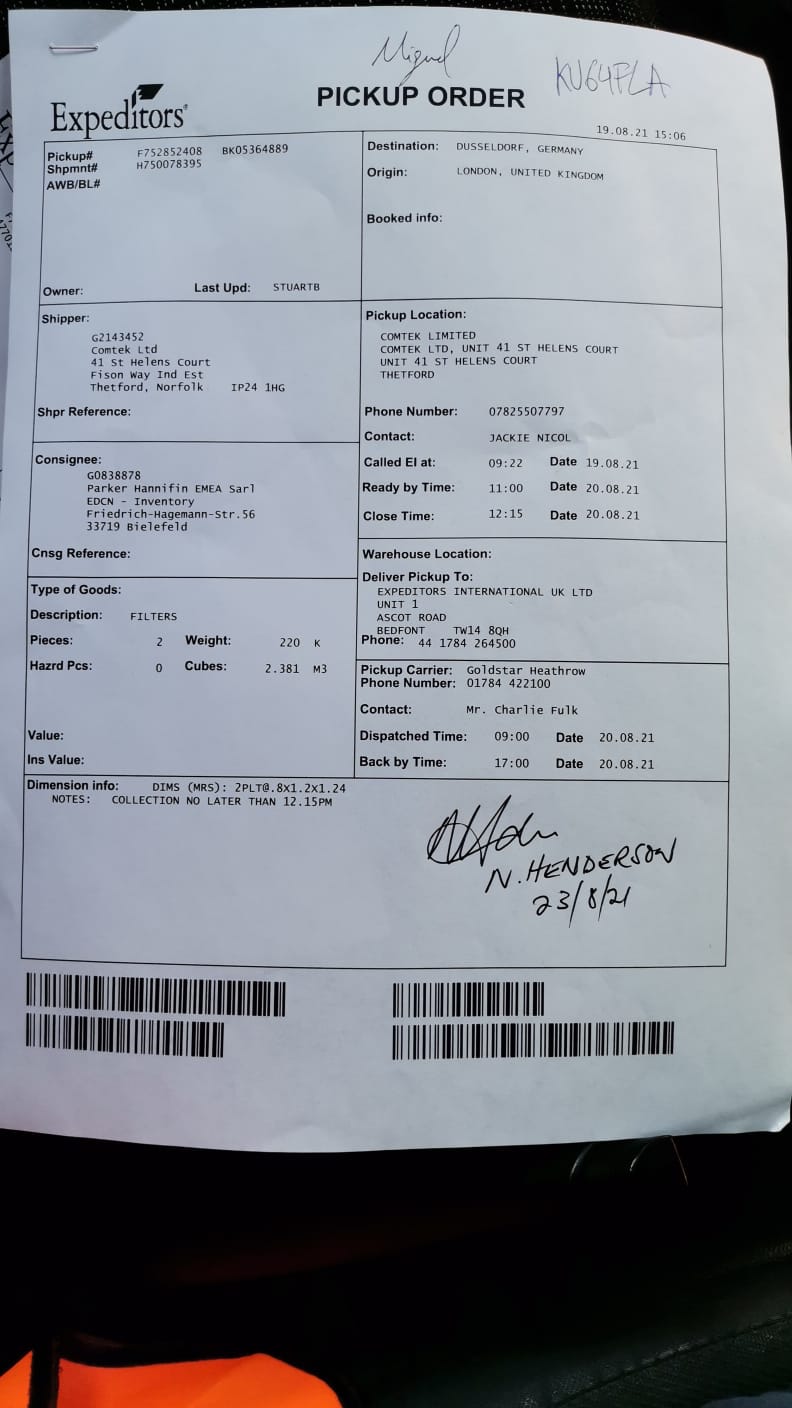 Miguel
KV64PLA
Expeditors
PICKUP ORDER
19.08.21 15:06
Pickup# F752852408 BK05364889
Shpmnt# H750078395
AWB/BL#
Owner: Last Upd: STUARTB
Destination: DUSSELDORF, GERMANY
Origin: LONDON, UNITED KINGDOM
Booked info:
Shipper:
G2143452
Comtek Ltd
41 St Helens Court
Fison Way Ind Est
Thetford, Norfolk IP24 1HG
Shpr Reference:
Pickup Location:
COMTEK LIMITED
COMTEK LTD, UNIT 41 ST HELENS COURT
UNIT 41 ST HELENS COURT
THETFORD
Phone Number: 07825507797
Contact: JACKIE NICOL
Called EI at: 09:22 Date 19.08.21
Ready by Time: 11:00 Date 20.08.21
Close Time: 12:15 Date 20.08.21
Consignee:
G0838878
Parker Hannifin EMEA Sarl
EDCN - Inventory
Friedrich-Hagemann-Str.56
33719 Bielefeld
Cnsg Reference:
Warehouse Location:
Deliver Pickup To:
EXPEDITORS INTERNATIONAL UK LTD
UNIT 1
ASCOT ROAD
BEDFONT TW14 8QH
Phone: 44 1784 264500
Type of Goods:
Description: FILTERS
Pieces: 2 Weight: 220 K
Hazrd Pcs: 0 Cubes: 2.381 M3
Value:
Ins Value:
Pickup Carrier: Goldstar Heathrow
Phone Number: 01784 422100
Contact: Mr. Charlie Fulk
Dispatched Time: 09:00 Date 20.08.21
Back by Time: 17:00 Date 20.08.21
Dimension info: DIMS (MRS): 2PLT@.8X1.2X1.24
NOTES: COLLECTION NO LATER THAN 12.15PM
N. HENDERSON
23/8/21